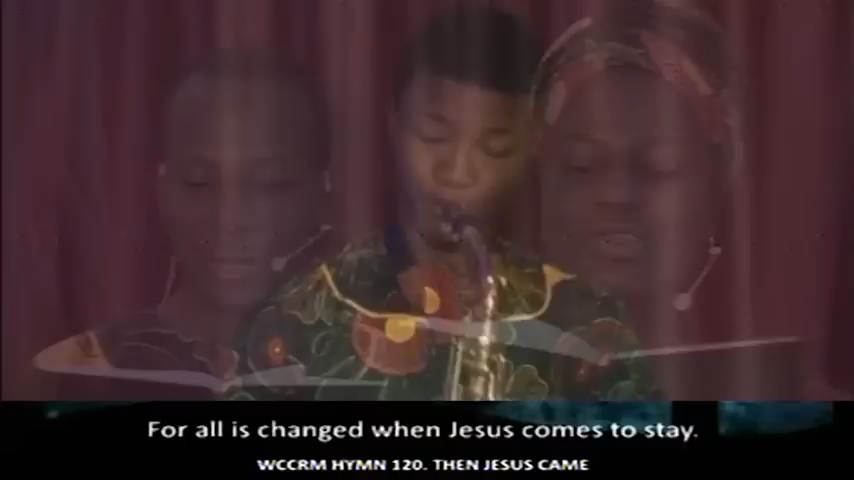 For all is changed when Jesus comes to stay.
WCCRM HYMN 120. THEN JESUS CAME